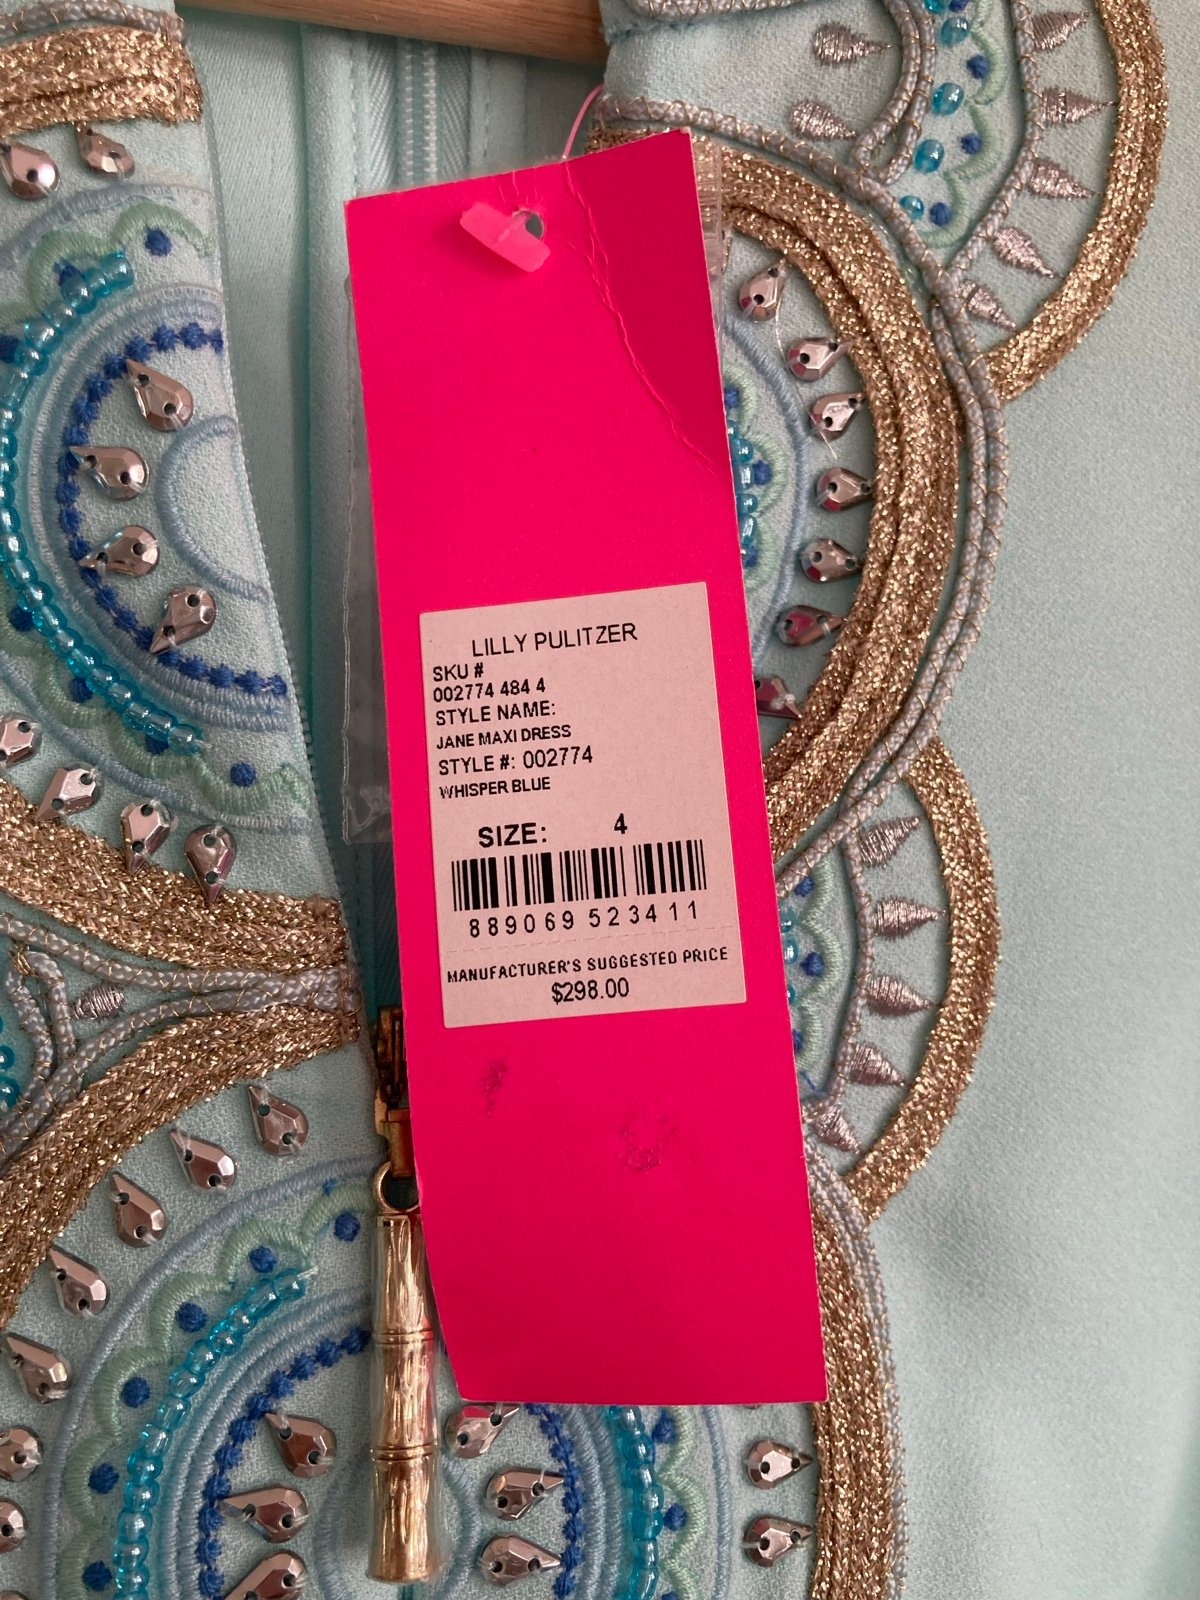 LILLY PULITZER
SKU #
002774 484 4
STYLE NAME:
JANE MAXI DRESS
STYLE #: 002774
WHISPER BLUE
SIZE: 4
889069 523411
MANUFACTURER'S SUGGESTED PRICE
$298.00